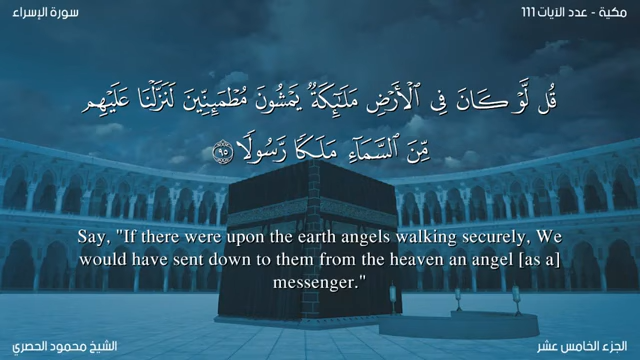 مكية - عدد الآيات 111
سورة الإسراء
قُل لَّوْ كَانَ فِي ٱلْأَرْضِ مَلَـٰٓئِكَةٌ يَمْشُونَ مُطْمَئِنِّينَ لَنَزَّلْنَا عَلَيْهِم
مِّنَ ٱلسَّمَآءِ مَلَكًا رَّسُولًا ٩٥
Say, "If there were upon the earth angels walking securely, We
would have sent down to them from the heaven an angel [as a]
messenger."
الجزء الخامس عشر
الشيخ محمود الحصري